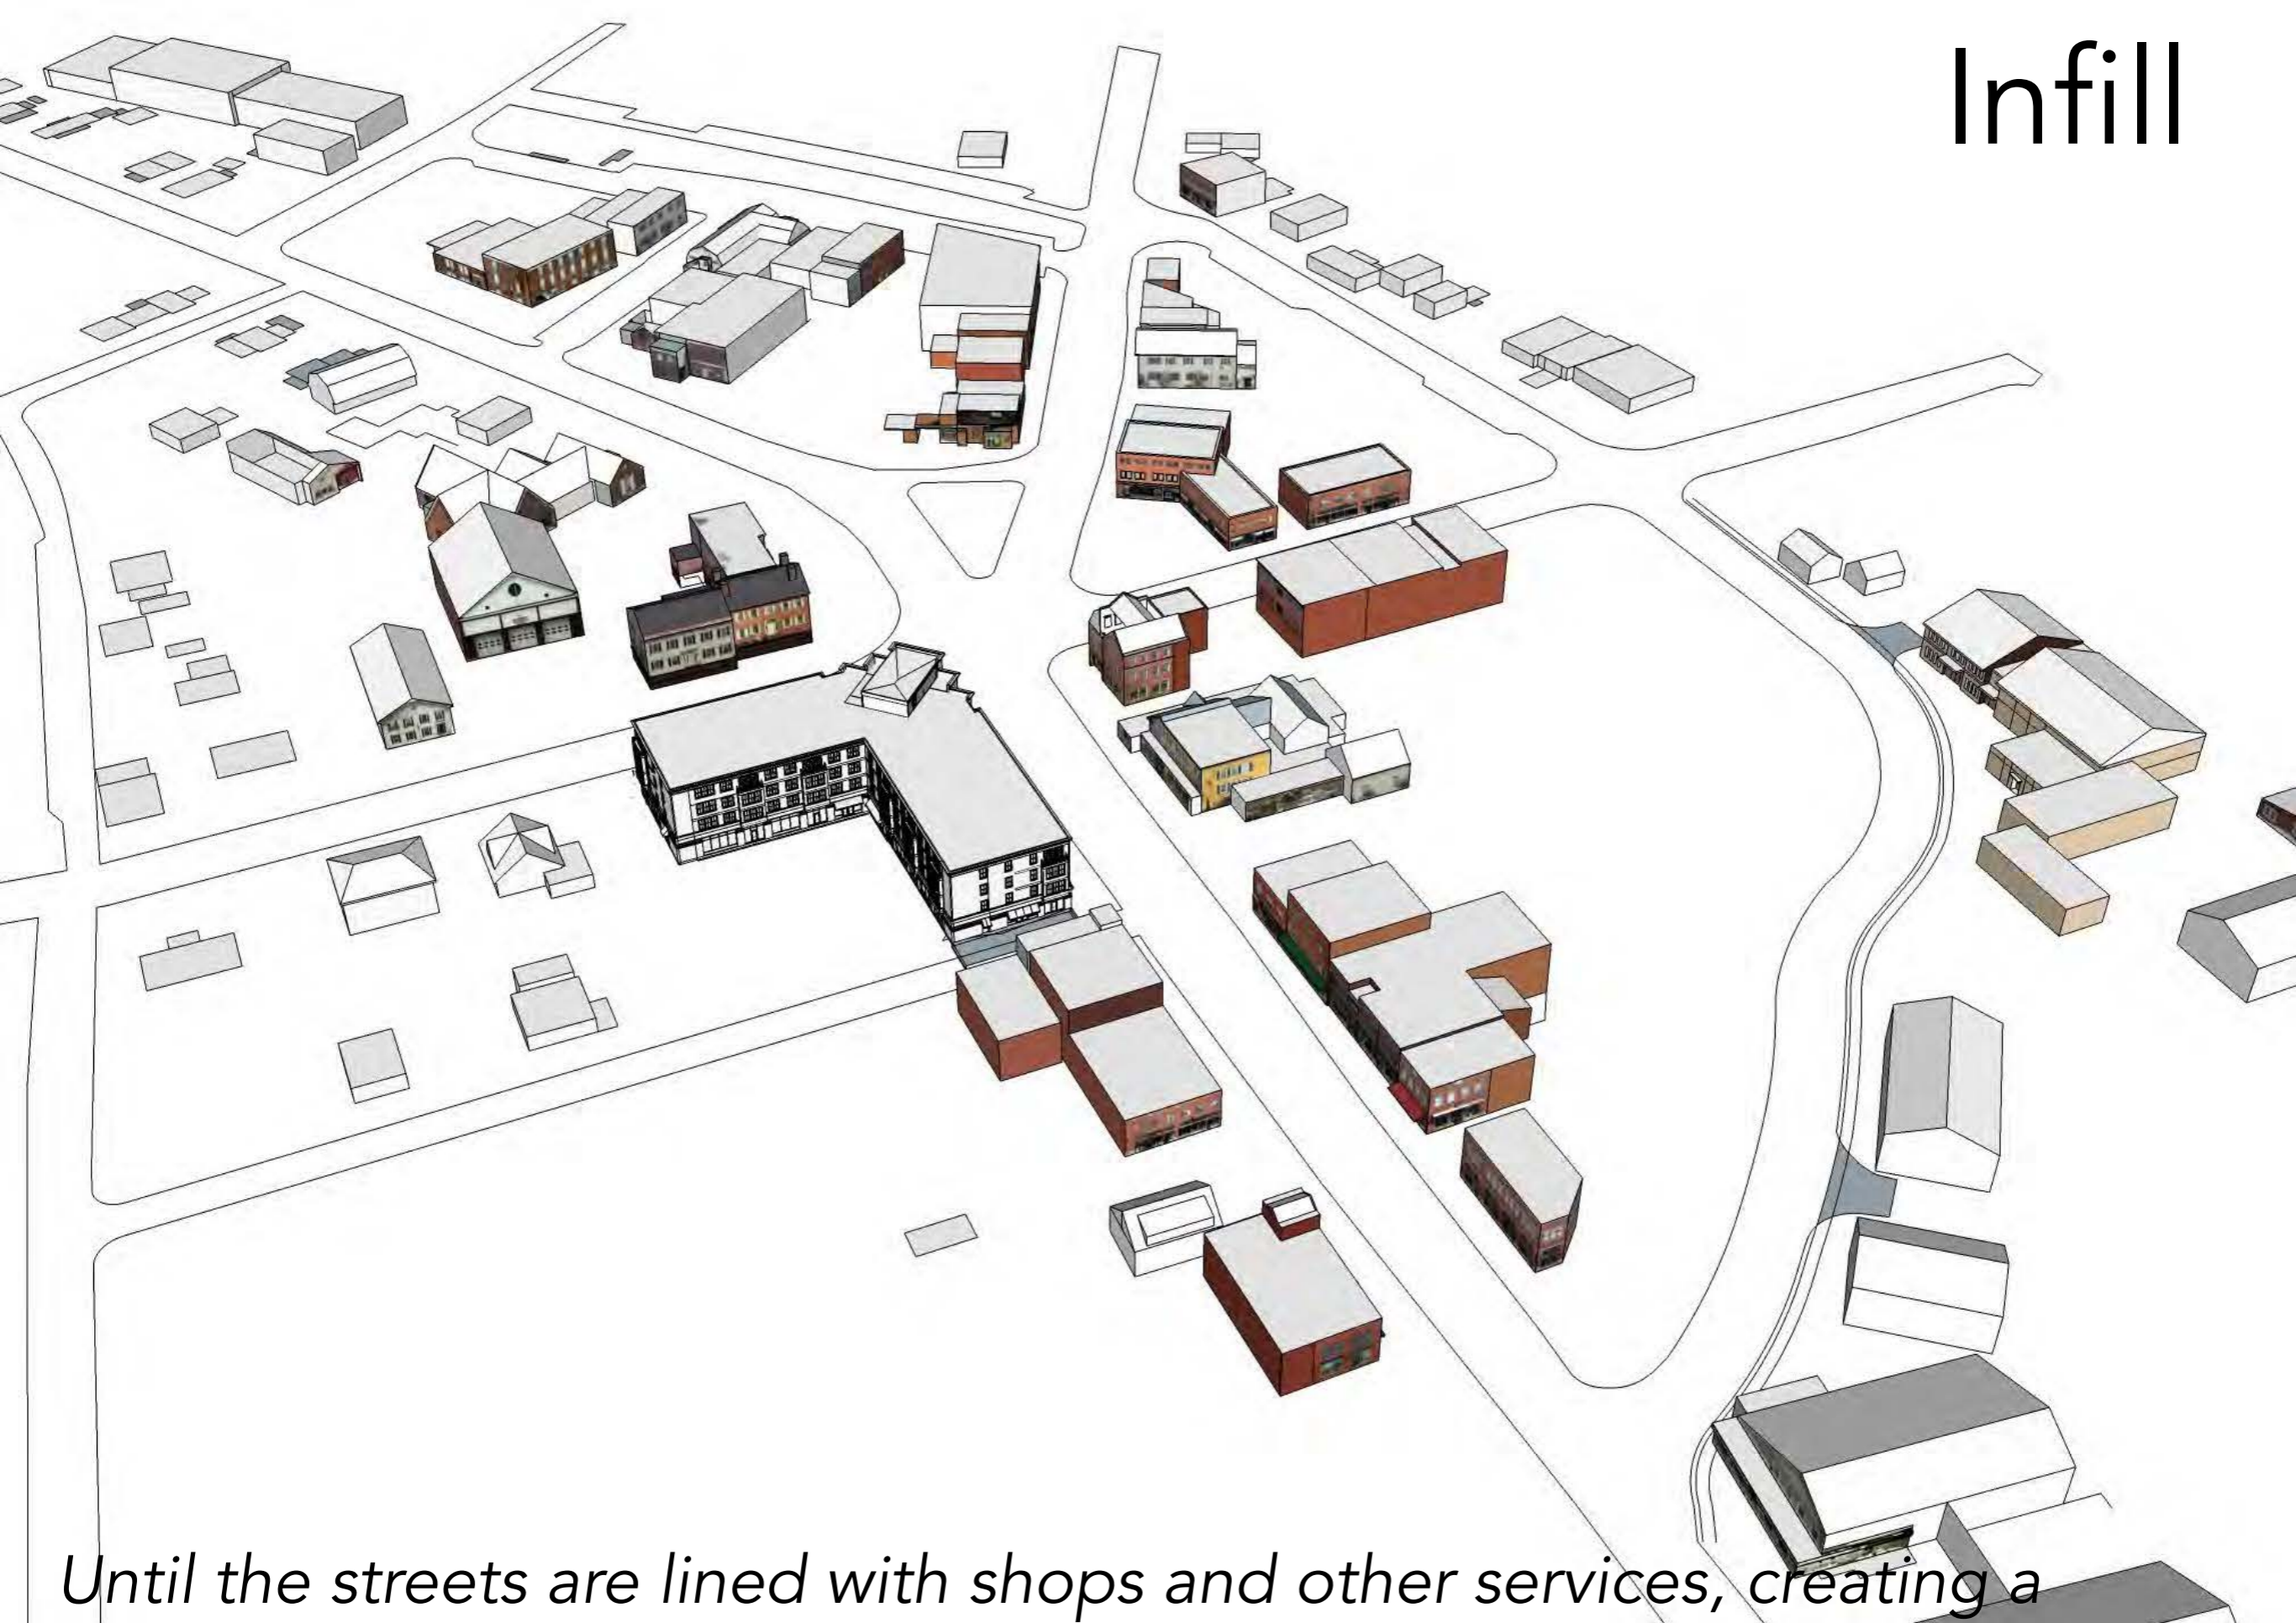 Infill
Until the streets are lined with shops and other services, creating a